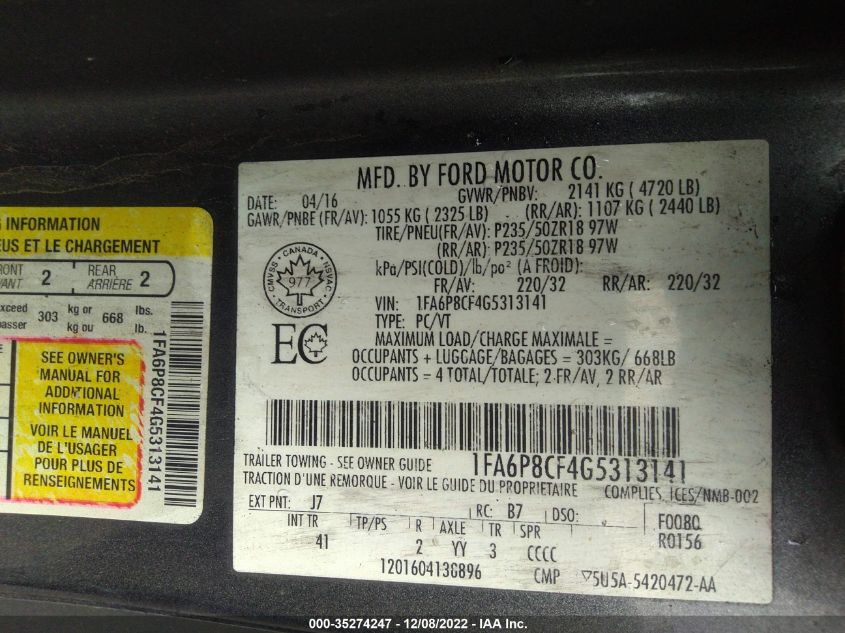 MFD. BY FORD MOTOR CO.
DATE: 04/16 GVWR/PNBV: 2141 KG ( 4720 LB)
GAWR/PNBE (FR/AV): 1055 KG ( 2325 LB) (RR/AR): 1107 KG ( 2440 LB)
TIRE/PNEU(FR/AV): P235/50ZR18 97W
(RR/AR): P235/50ZR18 97W
kPa/PSI(COLD)/lb/po² (A FROID):
FR/AV: 220/32 RR/AR: 220/32
VIN: 1FA6P8CF4G5313141
TYPE: PC/VT
MAXIMUM LOAD/CHARGE MAXIMALE =
OCCUPANTS + LUGGAGE/BAGAGES = 303KG/ 668LB
OCCUPANTS = 4 TOTAL/TOTALE; 2 FR/AV, 2 RR/AR
CANADA
CMVSS NSVAC
977
TRANSPORT
EC
1FA6P8CF4G5313141
TRAILER TOWING - SEE OWNER GUIDE
TRACTION D'UNE REMORQUE - VOIR LE GUIDE DU PROPRIETAIRE
COMPLIES ICES/NMB-002
EXT PNT: J7 RC: B7 DSO: F0080
INT TR TP/PS R AXLE TR SPR R0156
41 2 YY 3 CCCC
1201604130896 CMP ▽5U5A-5420472-AA
INFORMATION
EUS ET LE CHARGEMENT
RONT 2 REAR 2
VANT ARRIÈRE
exceed 303 kg or 668 lbs.
passer kg ou lb.
SEE OWNER'S
MANUAL FOR
ADDITIONAL
INFORMATION
VOIR LE MANUEL
DE L'USAGER
POUR PLUS DE
RENSEIGNEMENTS
1FA6P8CF4G5313141
000-35274247 - 12/08/2022 - IAA Inc.